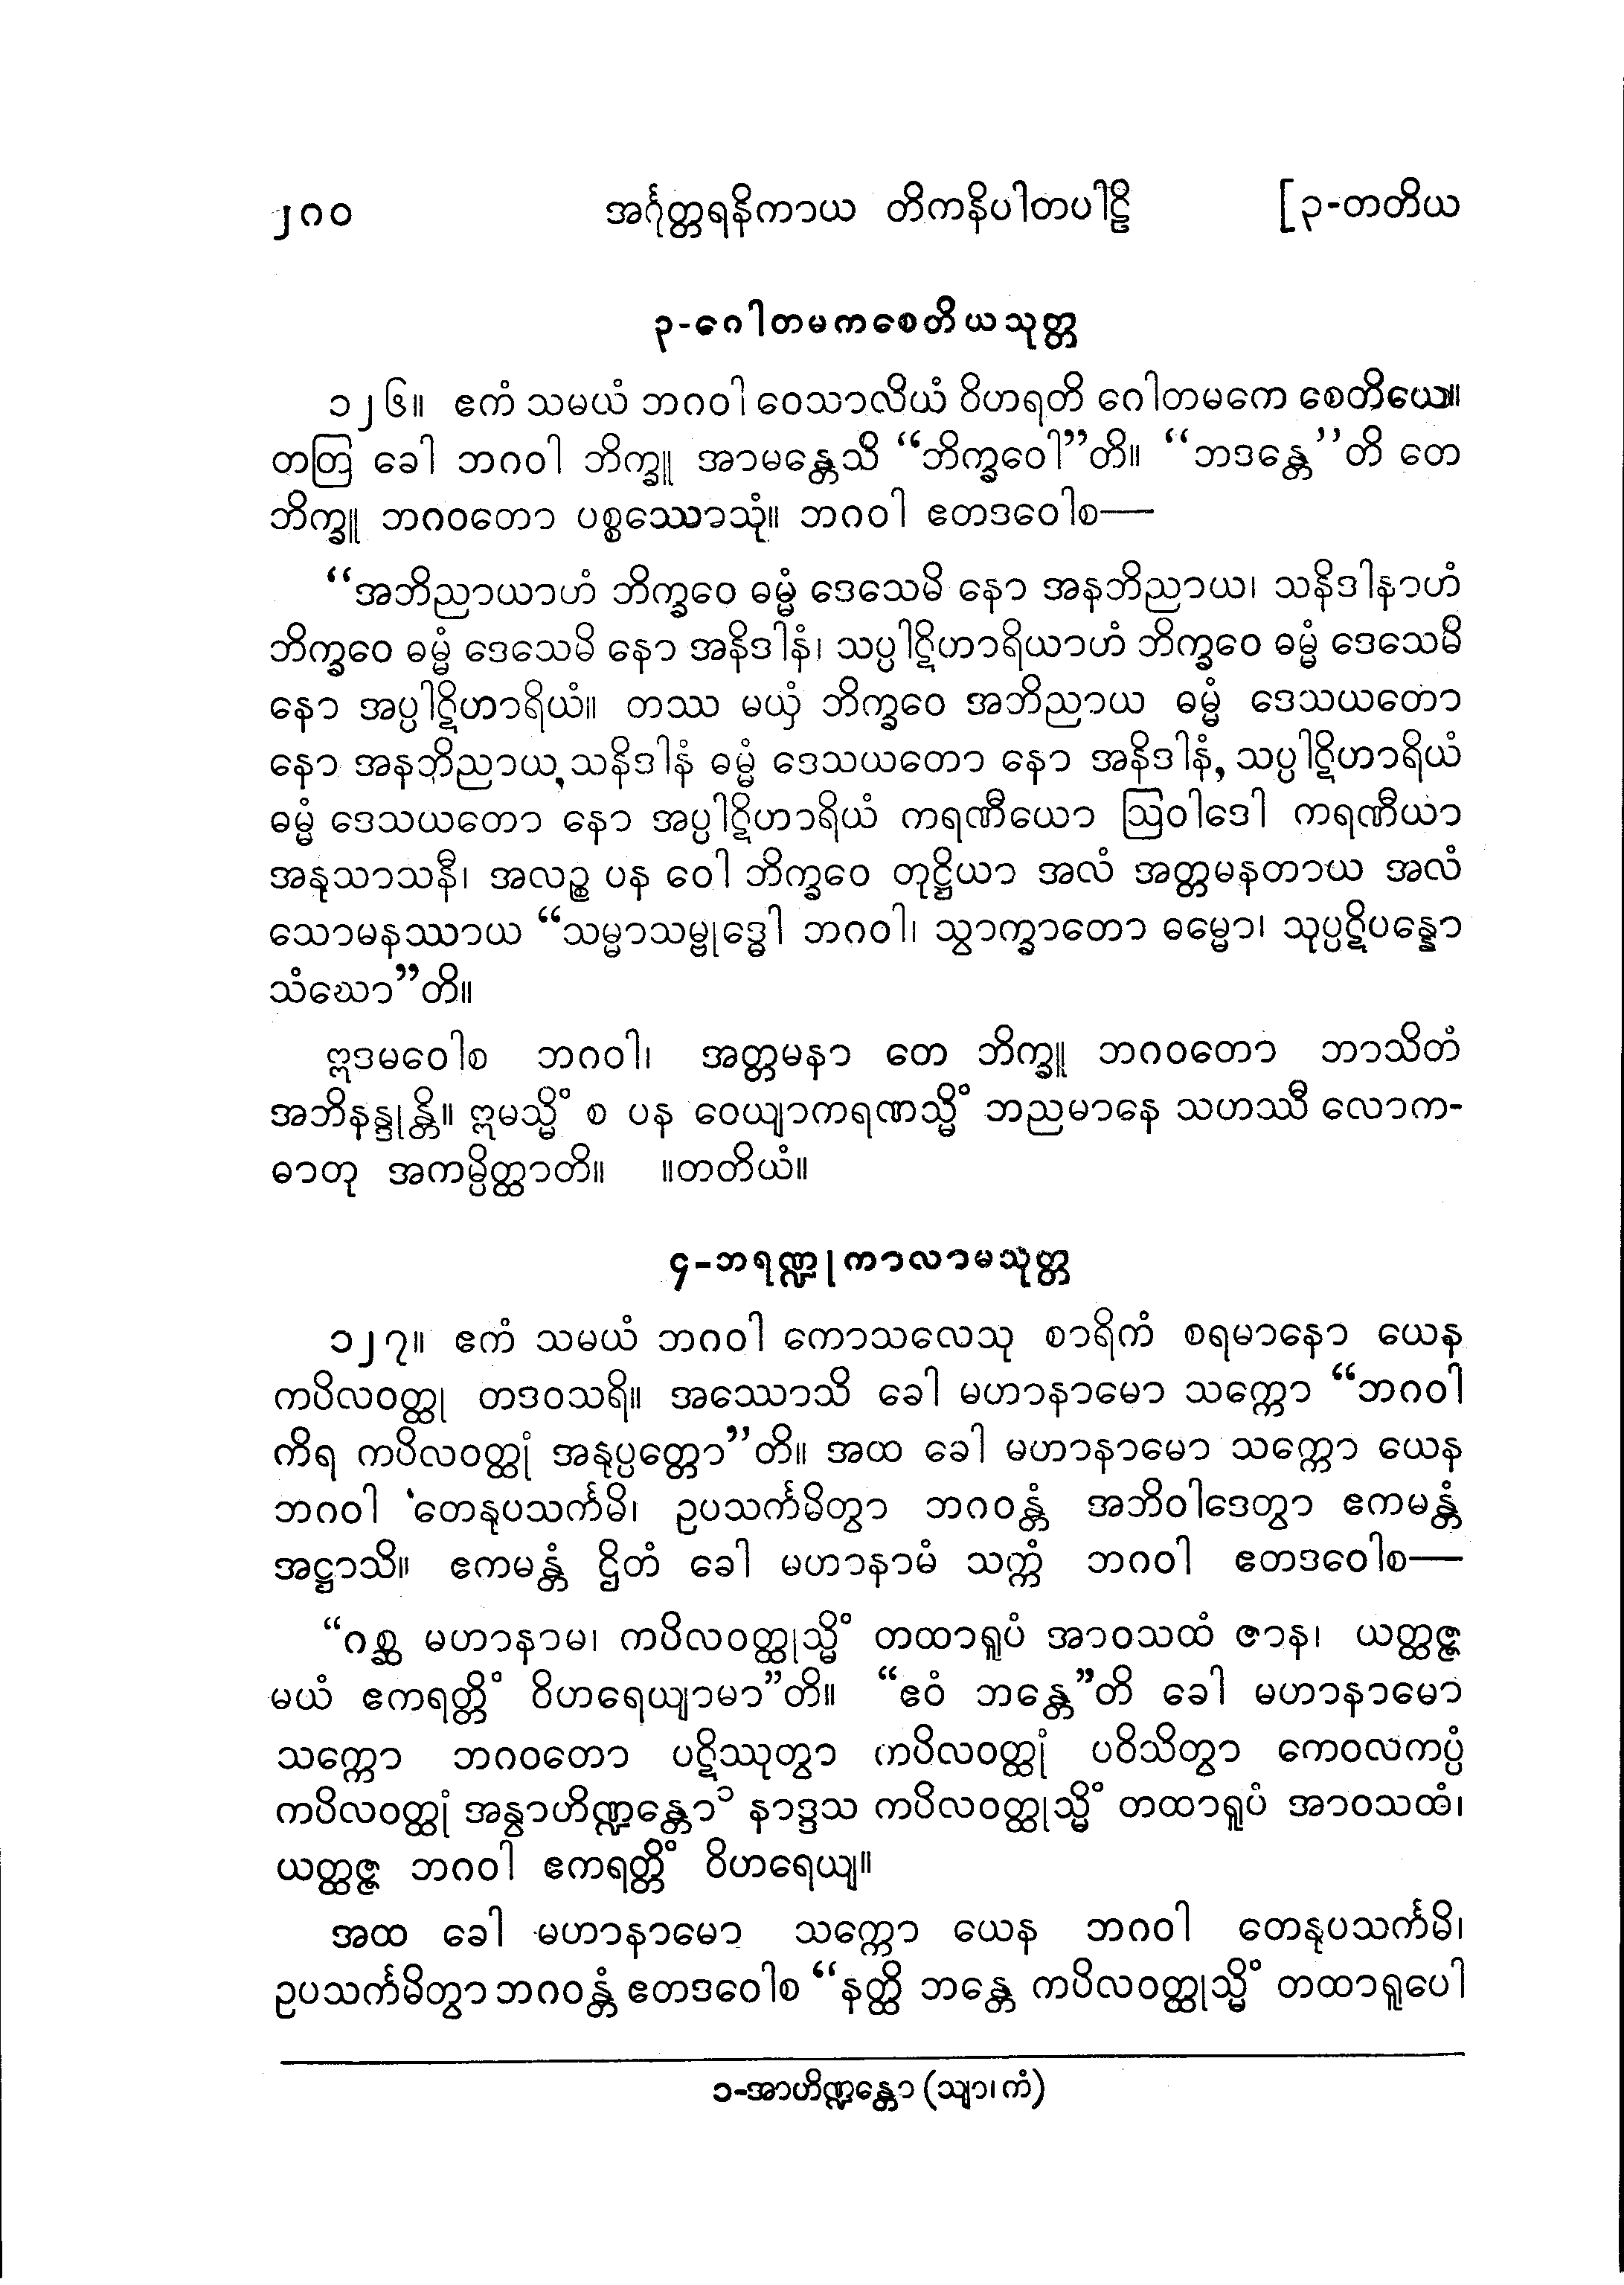 ၂၈၀ အင်္ဂုတ္တရနိကာယ တိကနိပါတပါဠိ [၃-တတိယ
၃-ဂေါတမကစေတိယသုတ္တ
၁၂၆။ ဧကံ သမယံ ဘဂဝါ ဝေသာလိယံ ဝိဟရတိ ဂေါတမကေ စေတိယေ။
တတြ ခေါ ဘဂဝါ ဘိက္ခူ အာမန္တေသိ “ဘိက္ခဝေါ”တိ။ “ဘဒန္တေ”တိ တေ
ဘိက္ခူ ဘဂဝတော ပစ္စဿောသုံ။ ဘဂဝါ ဧတဒဝေါစ—
“အဘိညာယာဟံ ဘိက္ခဝေ ဓမ္မံ ဒေသေမိ နော အနဘိညာယ၊ သနိဒါနာဟံ
ဘိက္ခဝေ ဓမ္မံ ဒေသေမိ နော အနိဒါနံ၊ သပ္ပါဋိဟာရိယာဟံ ဘိက္ခဝေ ဓမ္မံ ဒေသေမိ
နော အပ္ပါဋိဟာရိယံ။ တဿ မယှံ ဘိက္ခဝေ အဘိညာယ ဓမ္မံ ဒေသယတော
နော အနဘိညာယ, သနိဒါနံ ဓမ္မံ ဒေသယတော နော အနိဒါနံ, သပ္ပါဋိဟာရိယံ
ဓမ္မံ ဒေသယတော နော အပ္ပါဋိဟာရိယံ ကရဏီယော ဩဝါဒေါ ကရဏီယာ
အနုသာသနီ၊ အလဉ္စ ပန ဝေါ ဘိက္ခဝေ တုဋ္ဌိယာ အလံ အတ္တမနတာယ အလံ
သောမနဿာယ “သမ္မာသမ္ဗုဒ္ဓေါ ဘဂဝါ၊ သွာက္ခာတော ဓမ္မော၊ သုပ္ပဋိပန္နော
သံဃော”တိ။
ဣဒမဝေါစ ဘဂဝါ၊ အတ္တမနာ တေ ဘိက္ခူ ဘဂဝတော ဘာသိတံ
အဘိနန္ဒုန္တိ။ ဣမသ္မိံ စ ပန ဝေယျာကရဏသ္မိံ ဘညမာနေ သဟဿီ လောက-
ဓာတု အကမ္ပိတ္ထာတိ။ ။တတိယံ။
၄-ဘရဏ္ဍုကာလာမသုတ္တ
၁၂၇။ ဧကံ သမယံ ဘဂဝါ ကောသလေသု စာရိကံ စရမာနော ယေန
ကပိလဝတ္ထု တဒဝသရိ။ အဿောသိ ခေါ မဟာနာမော သက္ကော “ဘဂဝါ
ကိရ ကပိလဝတ္ထုံ အနုပ္ပတ္တော”တိ။ အထ ခေါ မဟာနာမော သက္ကော ယေန
ဘဂဝါ တေနုပသင်္ကမိ၊ ဥပသင်္ကမိတွာ ဘဂဝန္တံ အဘိဝါဒေတွာ ဧကမန္တံ
အဋ္ဌာသိ။ ဧကမန္တံ ဌိတံ ခေါ မဟာနာမံ သက္ကံ ဘဂဝါ ဧတဒဝေါစ—
“ဂစ္ဆ မဟာနာမ၊ ကပိလဝတ္ထုသ္မိံ တထာရူပံ အာဝသထံ ဇာန၊ ယတ္ထဇ္ဇ
မယံ ဧကရတ္တိံ ဝိဟရေယျာမာ”တိ။ “ဧဝံ ဘန္တေ”တိ ခေါ မဟာနာမော
သက္ကော ဘဂဝတော ပဋိဿုတွာ ကပိလဝတ္ထုံ ပဝိသိတွာ ကေဝလကပ္ပံ
ကပိလဝတ္ထုံ အန္ဝာဟိဏ္ဍန္တော၁ နာဒ္ဒသ ကပိလဝတ္ထုသ္မိံ တထာရူပံ အာဝသထံ၊
ယတ္ထဇ္ဇ ဘဂဝါ ဧကရတ္တိံ ဝိဟရေယျ။
အထ ခေါ မဟာနာမော သက္ကော ယေန ဘဂဝါ တေနုပသင်္ကမိ၊
ဥပသင်္ကမိတွာ ဘဂဝန္တံ ဧတဒဝေါစ “နတ္ထိ ဘန္တေ ကပိလဝတ္ထုသ္မိံ တထာရူပေါ
၁-အာဟိဏ္ဍန္တော (သျာ၊ ကံ)